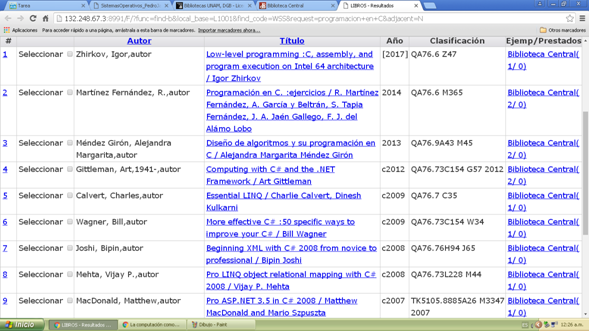 Tarea
SistemasOperativos_Pedro
Bibliotecas UNAM, DGB - L
Biblioteca Central
LIBROS - Resultados
132.248.67.3:8991/F/?func=find-b&local_base=L1001&find_code=WSS&request=programacion+en+C&adjacent=N
Aplicaciones Para acceder rápido a una página, arrástrala a esta barra de marcadores. Importar marcadores ahora... Otros marcadores
# Autor Título Año Clasificación Ejemp/Prestados
1 Seleccionar Zhirkov, Igor,autor Low-level programming :C, assembly, and [2017] QA76.6 Z47 Biblioteca Central(
program execution on Intel 64 architecture 1/ 0)
/ Igor Zhirkov
2 Seleccionar Martínez Fernández, R.,autor Programación en C. :ejercicios / R. Martínez 2014 QA76.6 M365 Biblioteca Central(
Fernández, A. García y Beltrán, S. Tapia 2/ 0)
Fernández, J. A. Jaén Gallego, F. J. del
Álamo Lobo
3 Seleccionar Méndez Girón, Alejandra Diseño de algoritmos y su programación en 2013 QA76.9A43 M45 Biblioteca Central(
Margarita,autor C / Alejandra Margarita Méndez Girón 2/ 0)
4 Seleccionar Gittleman, Art,1941-,autor Computing with C# and the .NET c2012 QA76.73C154 G57 2012 Biblioteca Central(
Framework / Art Gittleman 2/ 0)
5 Seleccionar Calvert, Charles,autor Essential LINQ / Charlie Calvert, Dinesh c2009 QA76.7 C35 Biblioteca Central(
Kulkarni 1/ 0)
6 Seleccionar Wagner, Bill,autor More effective C# :50 specific ways to c2009 QA76.73C154 W34 Biblioteca Central(
improve your C# / Bill Wagner 1/ 0)
7 Seleccionar Joshi, Bipin,autor Beginning XML with C# 2008 from novice to c2008 QA76.76H94 J65 Biblioteca Central(
professional / Bipin Joshi 1/ 0)
8 Seleccionar Mehta, Vijay P.,autor Pro LINQ object relational mapping with C# c2008 QA76.73L228 M44 Biblioteca Central(
2008 / Vijay P. Mehta 1/ 0)
9 Seleccionar MacDonald, Matthew,autor Pro ASP.NET 3.5 in C# 2008 / Matthew c2007 TK5105.8885A26 M3347 Biblioteca Central(
MacDonald and Mario Szpuszta 2007 1/ 0)
Inicio LIBROS - Resultados ... La computación como... Dibujo - Paint 12:26 a.m.